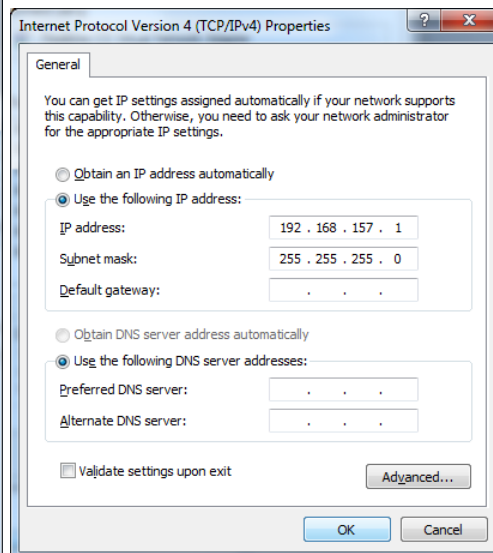 Internet Protocol Version 4 (TCP/IPv4) Properties
General
You can get IP settings assigned automatically if your network supports
this capability. Otherwise, you need to ask your network administrator
for the appropriate IP settings.
Obtain an IP address automatically
Use the following IP address:
IP address: 192 . 168 . 157 . 1
Subnet mask: 255 . 255 . 255 . 0
Default gateway: . . .
Obtain DNS server address automatically
Use the following DNS server addresses:
Preferred DNS server: . . .
Alternate DNS server: . . .
Validate settings upon exit
Advanced...
OK Cancel